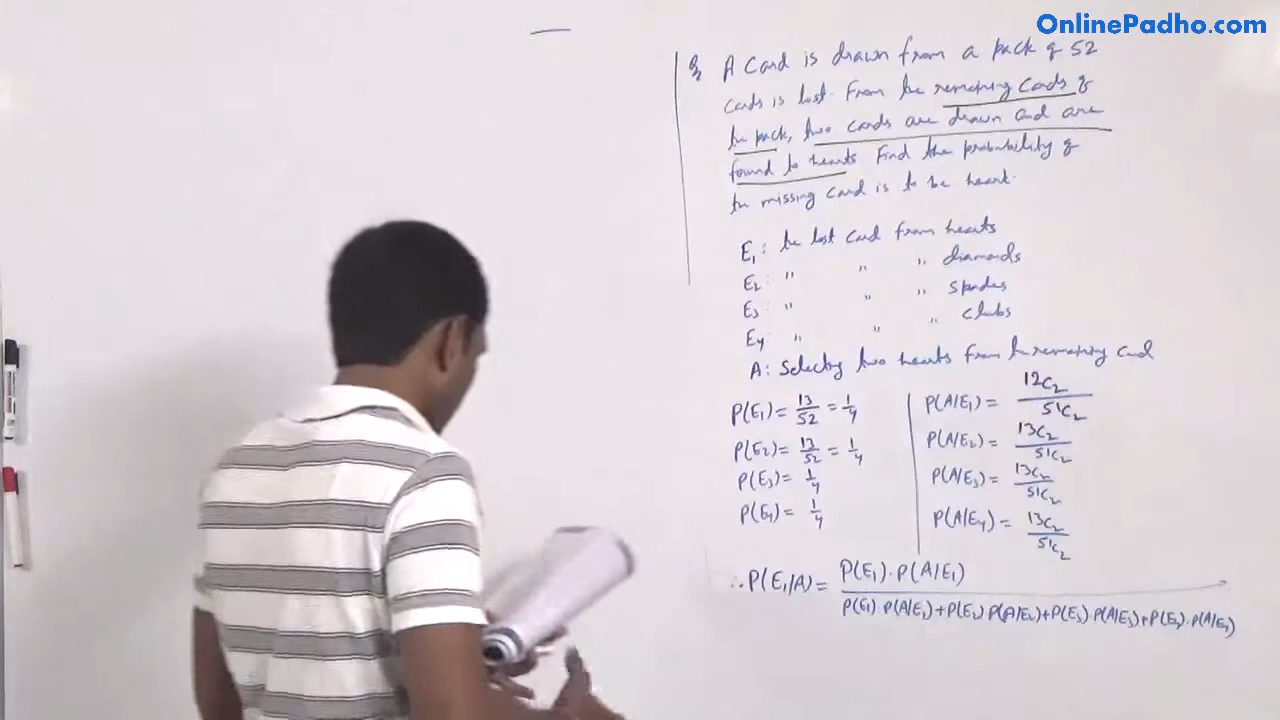 OnlinePadho.com
Q A Card is drawn from a pack of 52
Cards is lost. From the remaining Cards of
the pack, two cards are drawn and are
found to hearts Find the probability of
the missing card is to be heart.
E1: the lost card from hearts
E2: " " " diamonds
E3: " " " spades
E4: " " " clubs
A: Selecting two hearts from the remaining card
P(E1) = 13/52 = 1/4
P(E2) = 13/52 = 1/4
P(E3) = 1/4
P(E4) = 1/4
P(A/E1) = 12C2/51C2
P(A/E2) = 13C2/51C2
P(A/E3) = 13C2/51C2
P(A/E4) = 13C2/51C2
∴ P(E1/A) = P(E1)·P(A/E1)
P(E1)·P(A/E1)+P(E2)·P(A/E2)+P(E3)·P(A/E3)+P(E4)·P(A/E4)